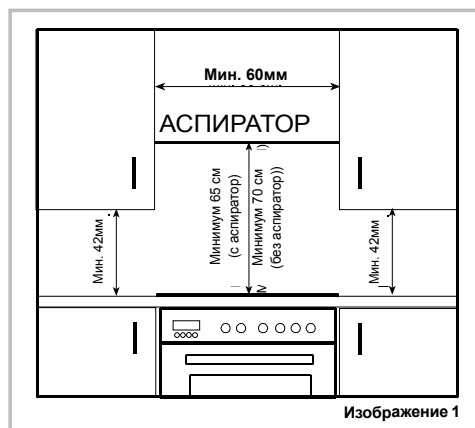 Мин. 60мм
АСПИРАТОР
Минимум 65 см
(с аспиратор)
Минимум 70 см
(без аспиратор))
Мин. 42мм
Мин. 42мм
Изображение 1